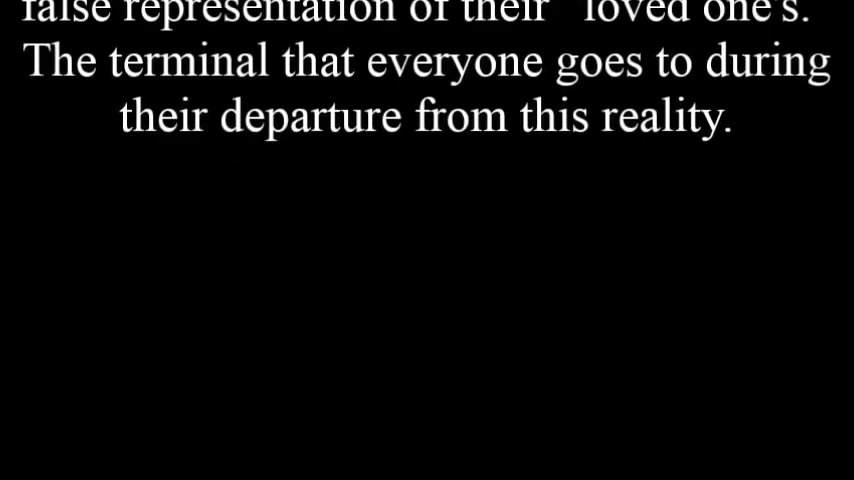 false representation of their loved one's.
The terminal that everyone goes to during
their departure from this reality.